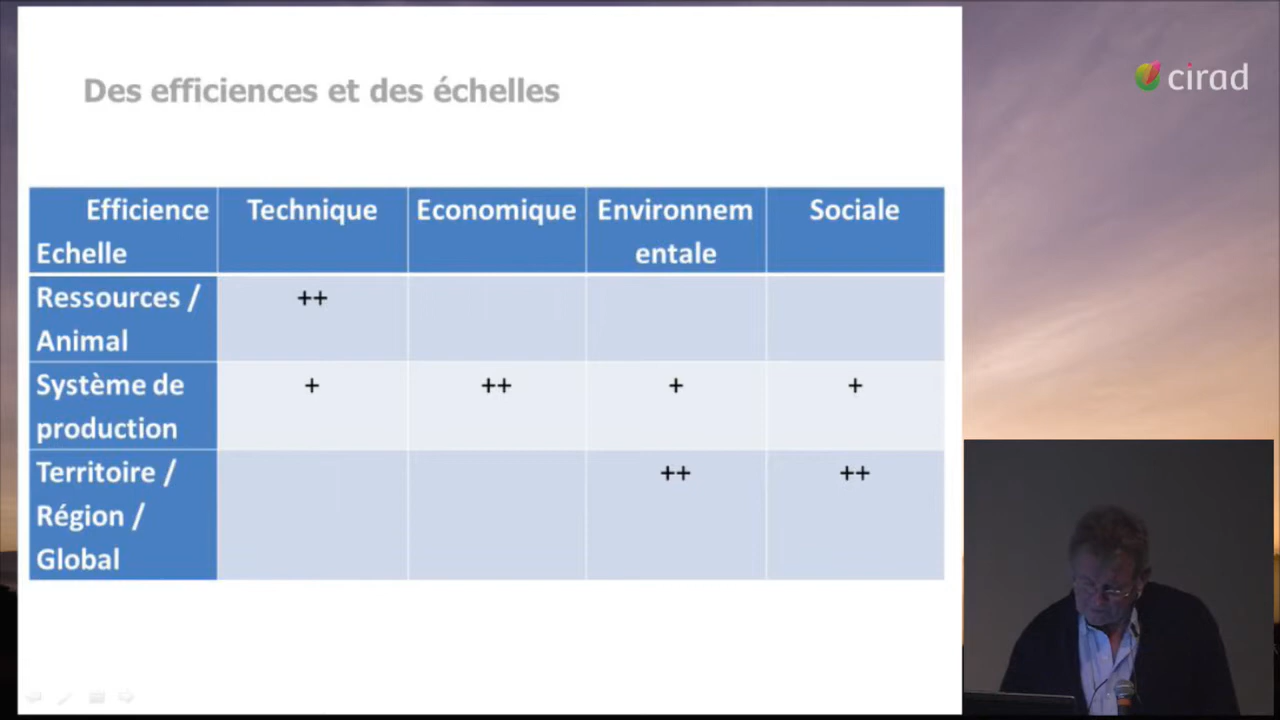 Des efficiences et des échelles
cirad
Efficience Technique Economique Environnem Sociale
Echelle entale
Ressources / ++
Animal
Système de + ++ + +
production
Territoire / ++ ++
Région /
Global